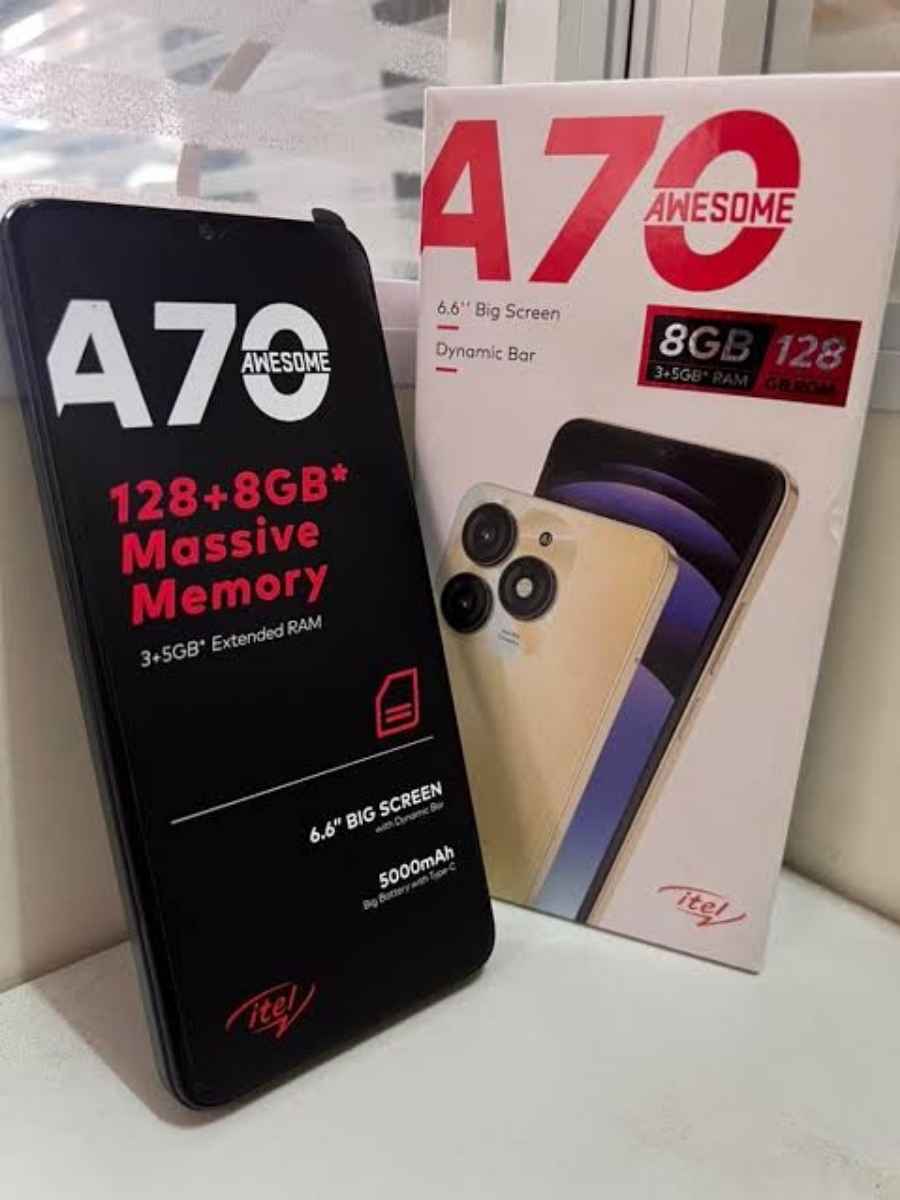 A70
AWESOME
128+8GB*
Massive
Memory
3+5GB* Extended RAM
6.6" BIG SCREEN
with Dynamic Bar
5000mAh
Big Battery with Type-C
itel
A70
AWESOME
6.6'' Big Screen
Dynamic Bar
8GB
3+5GB* RAM
128
GB ROM
itel